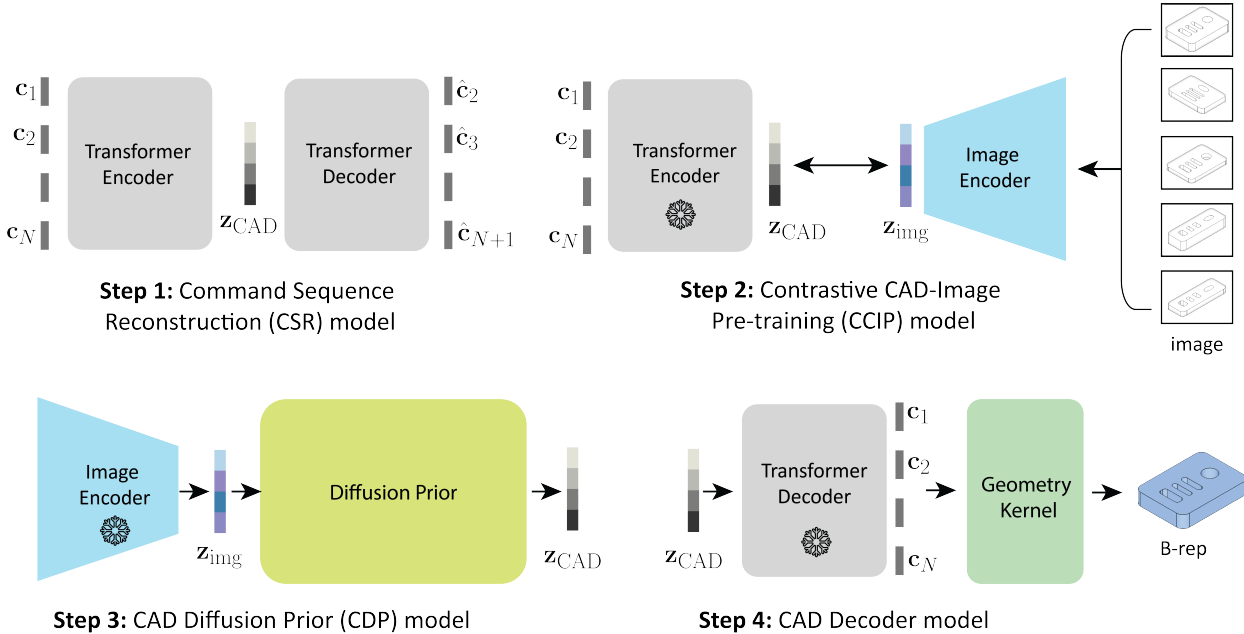 c1
c2
cN
Transformer
Encoder
zCAD
Transformer
Decoder
ĉ2
ĉ3
ĉN+1
Step 1: Command Sequence
Reconstruction (CSR) model
c1
c2
cN
Transformer
Encoder
zCAD
zimg
Image
Encoder
image
Step 2: Contrastive CAD-Image
Pre-training (CCIP) model
Image
Encoder
zimg
Diffusion Prior
zCAD
Step 3: CAD Diffusion Prior (CDP) model
zCAD
Transformer
Decoder
c1
c2
cN
Geometry
Kernel
B-rep
Step 4: CAD Decoder model